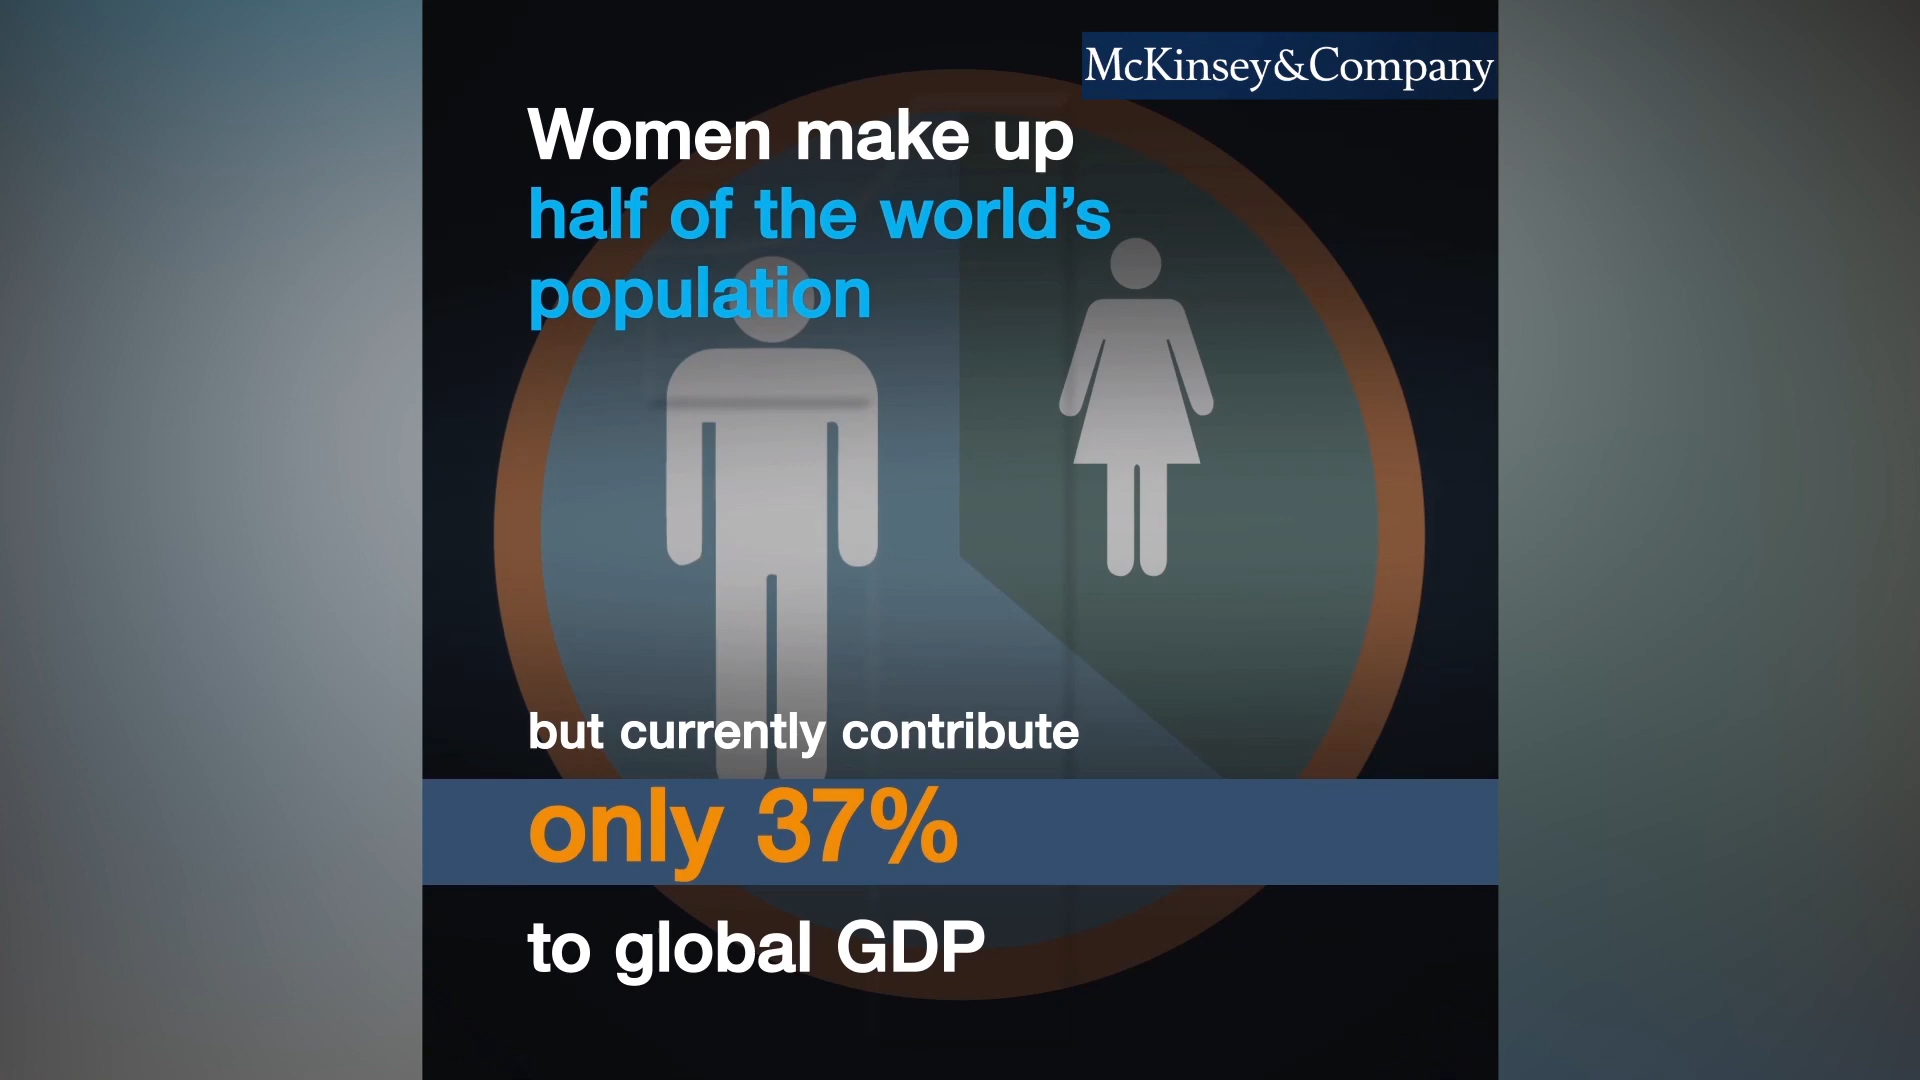 McKinsey&Company
Women make up
half of the world’s
population
but currently contribute
only 37%
to global GDP